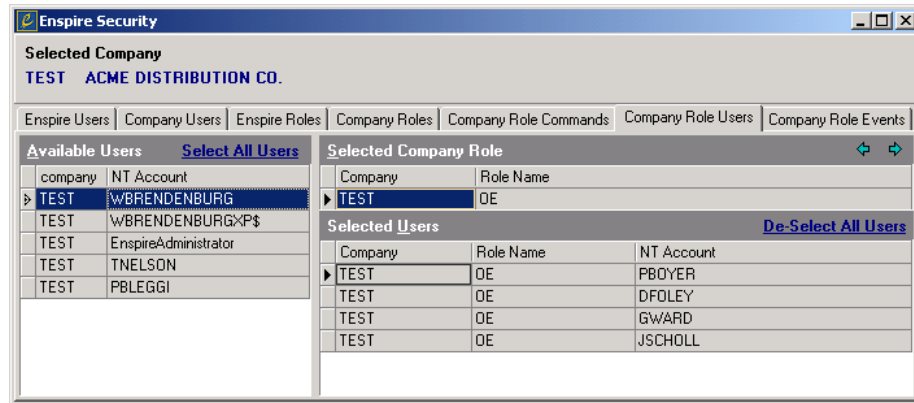 Enspire Security
Selected Company
TEST ACME DISTRIBUTION CO.
Enspire Users Company Users Enspire Roles Company Roles Company Role Commands Company Role Users Company Role Events
Available Users Select All Users
company NT Account
TEST WBRENDENBURG
TEST WBRENDENBURGXP$
TEST EnspireAdministrator
TEST TNELSON
TEST PBLEGGI
Selected Company Role
Company Role Name
TEST OE
Selected Users De-Select All Users
Company Role Name NT Account
TEST OE PBOYER
TEST OE DFOLEY
TEST OE GWARD
TEST OE JSCHOLL